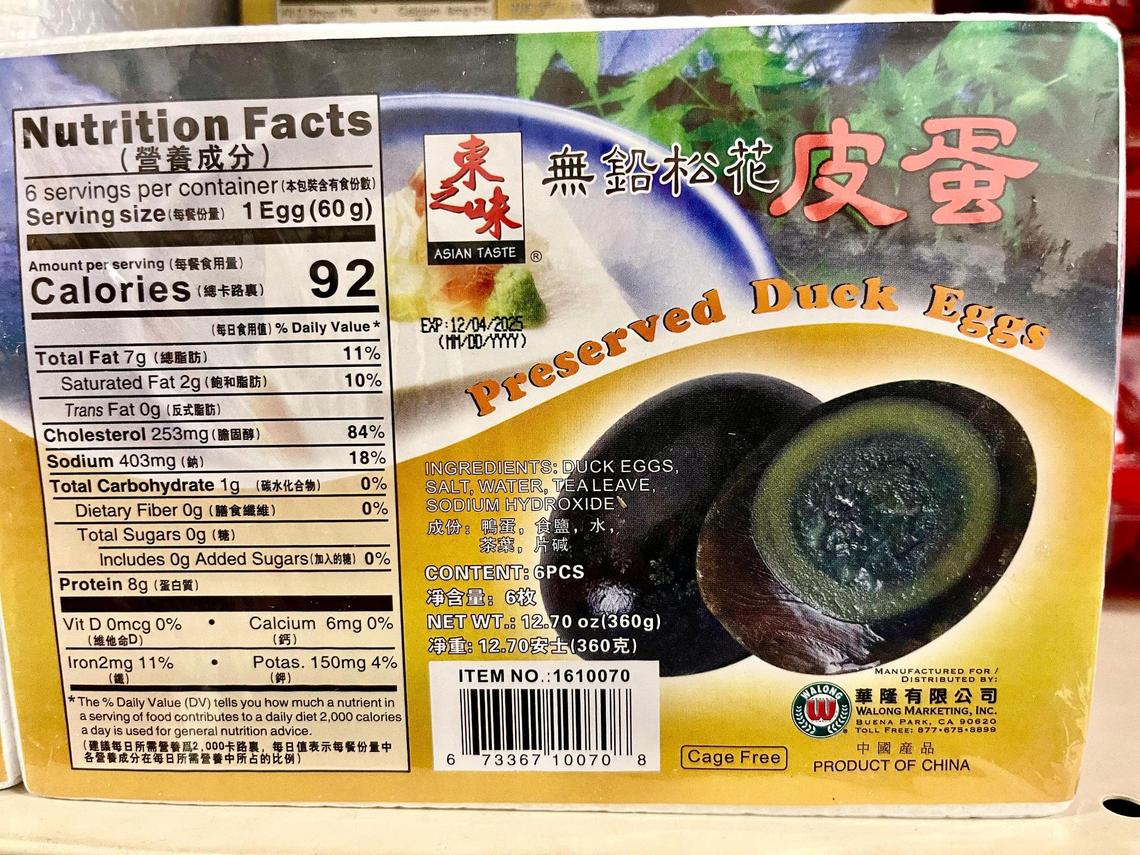 Nutrition Facts
(營養成分)
6 servings per container (本包裝含有食份數)
Serving size (每餐份量) 1 Egg (60 g)
Amount per serving (每餐食用量)
Calories (總卡路裏) 92
(每日食用值) % Daily Value*
Total Fat 7g (總脂肪) 11%
Saturated Fat 2g (飽和脂肪) 10%
Trans Fat 0g (反式脂肪)
Cholesterol 253mg (膽固醇) 84%
Sodium 403mg (鈉) 18%
Total Carbohydrate 1g (碳水化合物) 0%
Dietary Fiber 0g (膳食纖維) 0%
Total Sugars 0g (糖)
Includes 0g Added Sugars (加入的糖) 0%
Protein 8g (蛋白質)
Vit D 0mcg 0% • Calcium 6mg 0%
(維他命D) (鈣)
Iron2mg 11% • Potas. 150mg 4%
(鐵) (鉀)
* The % Daily Value (DV) tells you how much a nutrient in
a serving of food contributes to a daily diet 2,000 calories
a day is used for general nutrition advice.
(建議每日所需營養爲2,000卡路裏, 每日值表示每餐份量中
各營養成分在每日所需營養中所占的比例)
東之味
ASIAN TASTE ®
無鉛松花皮蛋
EXP:12/04/2025
(MM/DD/YYYY)
Preserved Duck Eggs
INGREDIENTS: DUCK EGGS,
SALT, WATER, TEA LEAVE,
SODIUM HYDROXIDE
成份: 鴨蛋, 食鹽, 水,
茶葉, 片碱
CONTENT: 6PCS
凈含量: 6枚
NET WT.: 12.70 oz(360g)
凈重: 12.70安士(360克)
ITEM NO.:1610070
6 73367 10070 8
Cage Free
MANUFACTURED FOR /
DISTRIBUTED BY:
WALONG
W
華隆有限公司
WALONG MARKETING, INC.
BUENA PARK, CA 90620
TOLL FREE: 877•675•8899
中國產品
PRODUCT OF CHINA